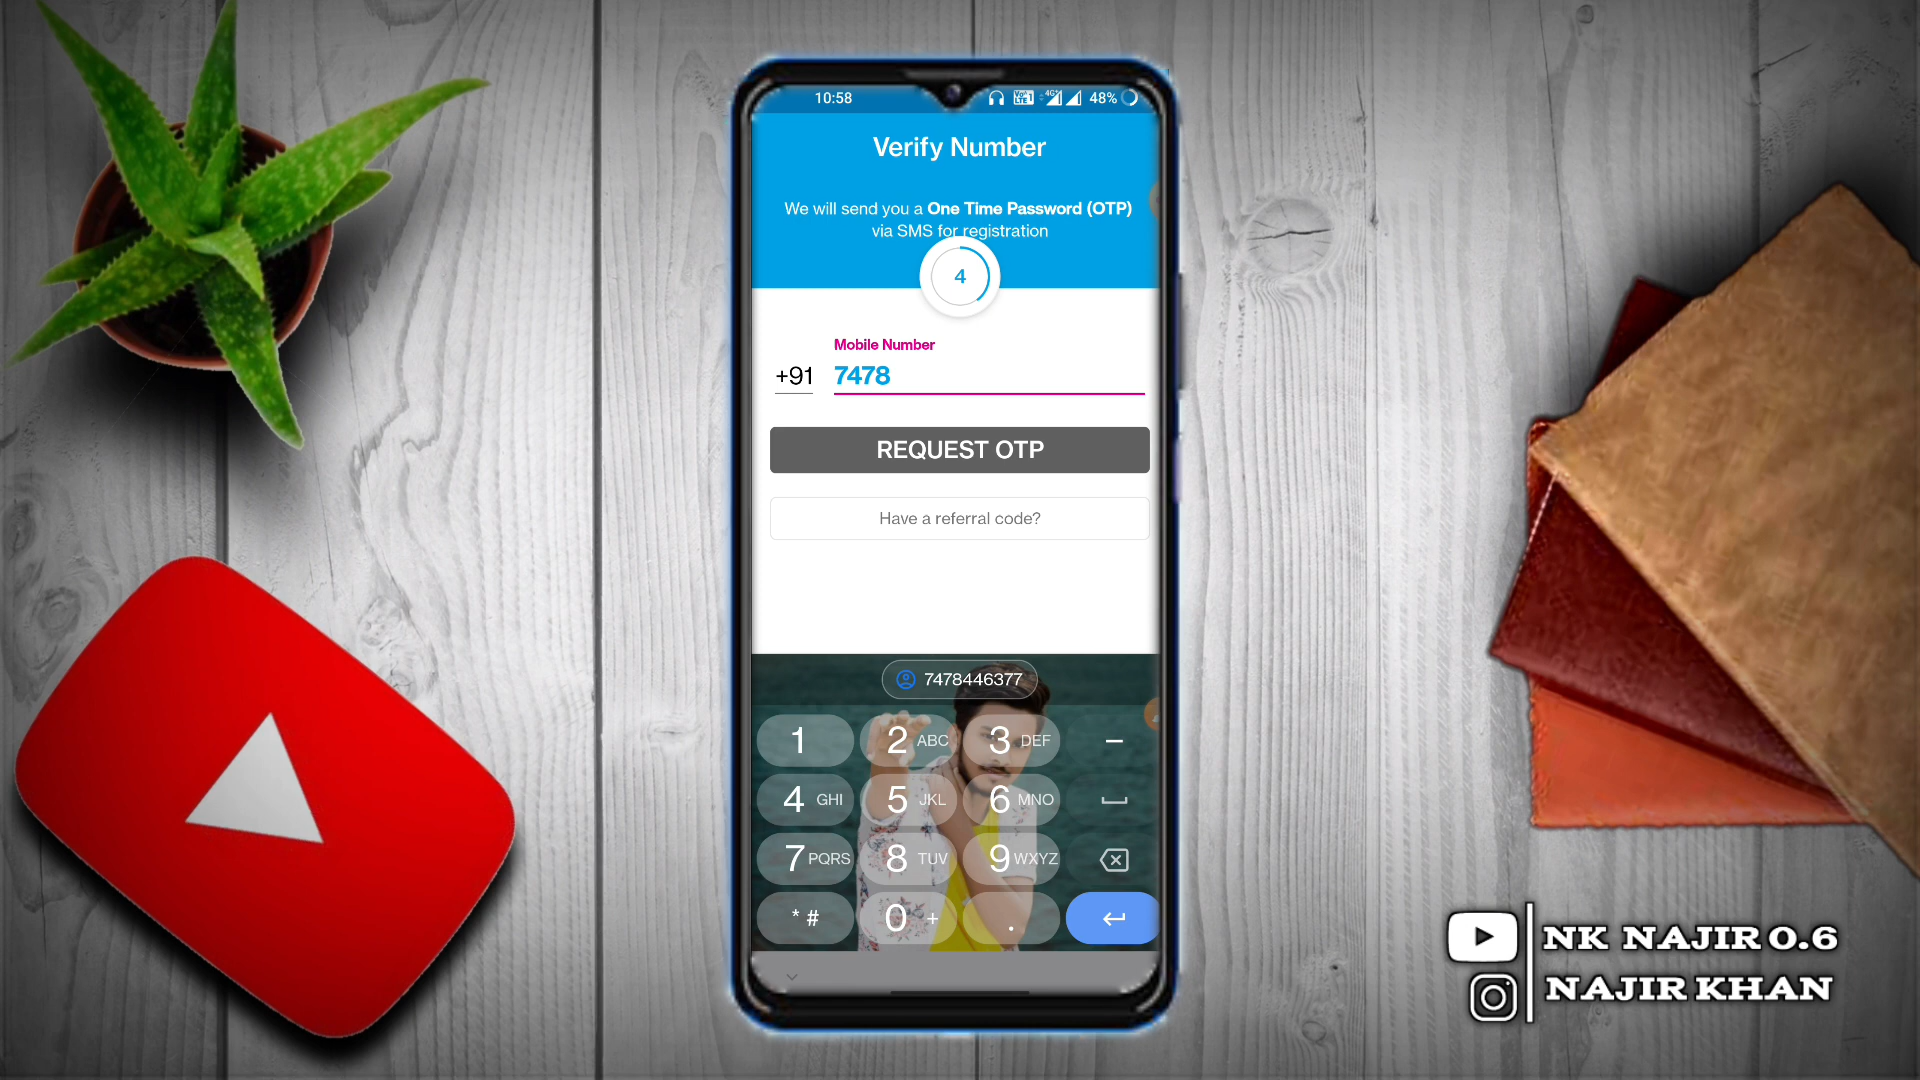 10:58
48%
Verify Number
We will send you a One Time Password (OTP)
via SMS for registration
4
Mobile Number
+91 7478
REQUEST OTP
Have a referral code?
7478446377
1 2 ABC 3 DEF –
4 GHI 5 JKL 6 MNO
7 PQRS 8 TUV 9 WXYZ
* # 0 + .
NK NAJIR 0.6
NAJIR KHAN